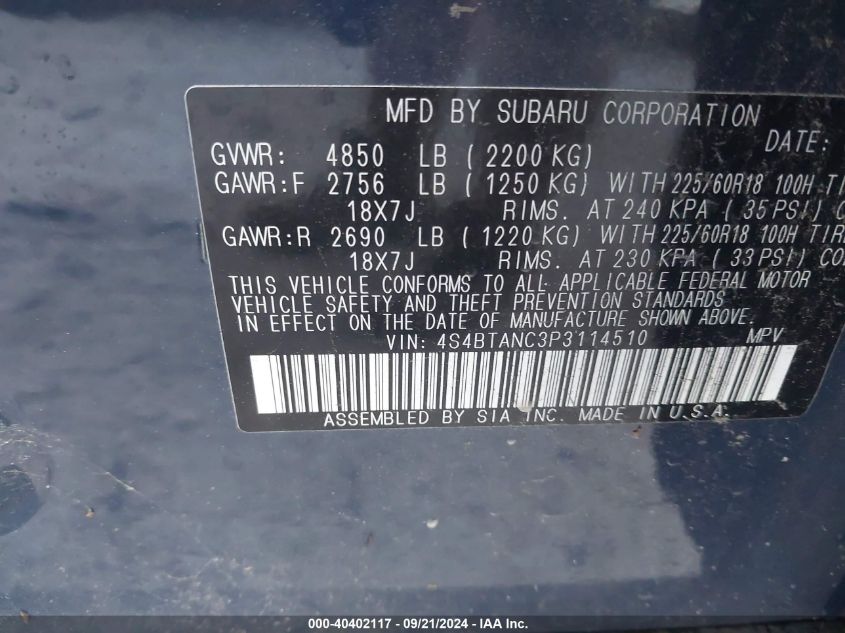 MFD BY SUBARU CORPORATION
DATE:
GVWR: 4850 LB ( 2200 KG)
GAWR:F 2756 LB ( 1250 KG) WITH 225/60R18 100H TI
18X7J RIMS. AT 240 KPA ( 35 PSI) C
GAWR:R 2690 LB ( 1220 KG) WITH 225/60R18 100H TIRE
18X7J RIMS. AT 230 KPA ( 33 PSI) CO
THIS VEHICLE CONFORMS TO ALL APPLICABLE FEDERAL MOTOR
VEHICLE SAFETY AND THEFT PREVENTION STANDARDS
IN EFFECT ON THE DATE OF MANUFACTURE SHOWN ABOVE.
VIN: 4S4BTANC3P3114510 MPV
ASSEMBLED BY SIA INC. MADE IN U.S.A.
000-40402117 - 09/21/2024 - IAA Inc.